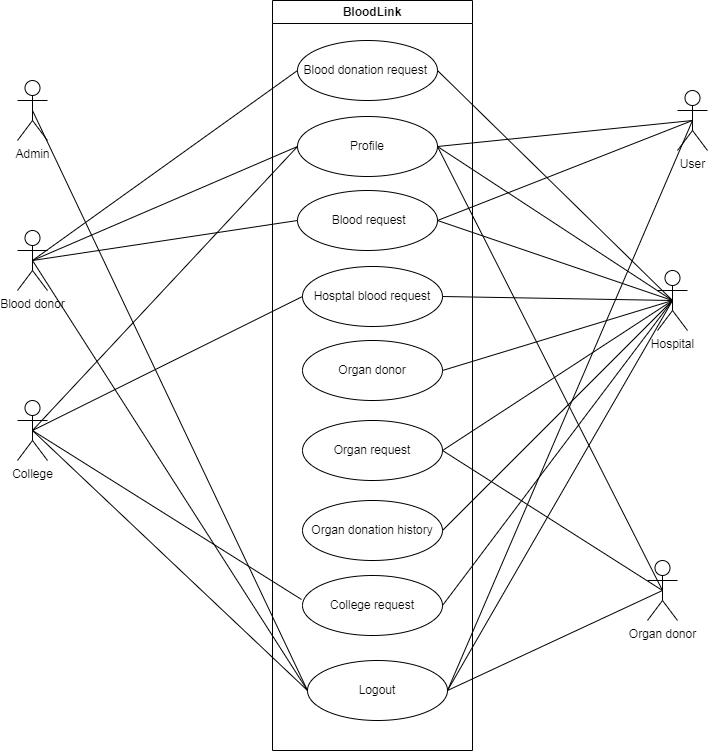 BloodLink
Blood donation request
Profile
Blood request
Hosptal blood request
Organ donor
Organ request
Organ donation history
College request
Logout
Admin
Blood donor
College
User
Hospital
Organ donor